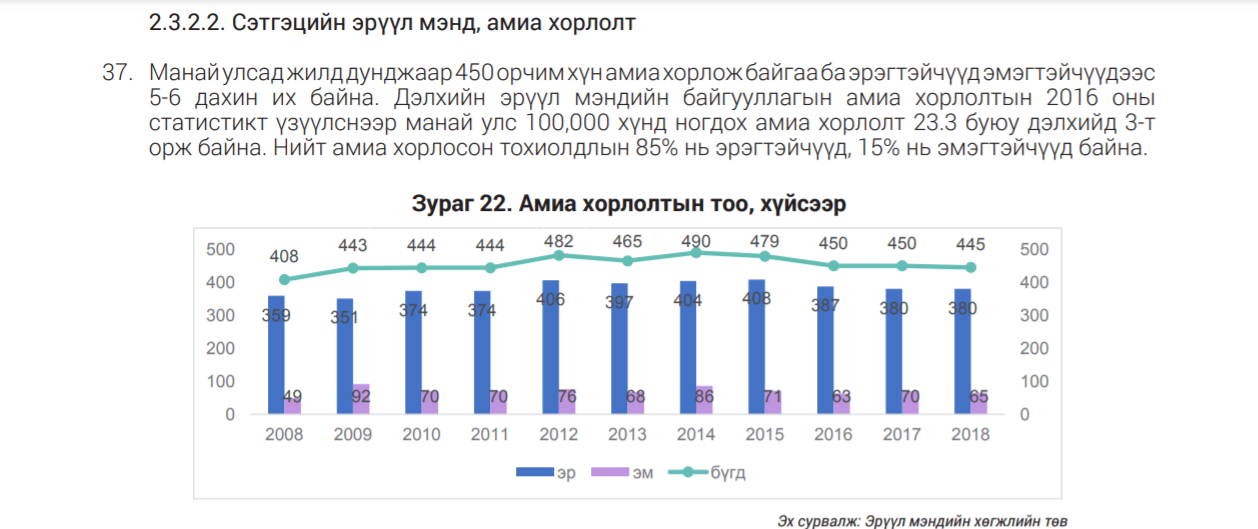 2.3.2.2. Сэтгэцийн эрүүл мэнд, амиа хорлолт
37. Манай улсад жилд дунджаар 450 орчим хүн амиа хорлож байгаа ба эрэгтэйчүүд эмэгтэйчүүдээс
5-6 дахин их байна. Дэлхийн эрүүл мэндийн байгууллагын амиа хорлолтын 2016 оны
статистикт үзүүлснээр манай улс 100,000 хүнд ногдох амиа хорлолт 23.3 буюу дэлхийд 3-т
орж байна. Нийт амиа хорлосон тохиолдлын 85% нь эрэгтэйчүүд, 15% нь эмэгтэйчүүд байна.
Зураг 22. Амиа хорлолтын тоо, хүйсээр
500 408 443 444 444 482 465 490 479 450 450 445 500
400 400
300 359 351 374 374 406 397 404 408 387 380 380 300
200 200
100 100
49 92 70 70 76 68 86 71 63 70 65
0 0
2008 2009 2010 2011 2012 2013 2014 2015 2016 2017 2018
эр эм бүгд
Эх сурвалж: Эрүүл мэндийн хөгжлийн төв